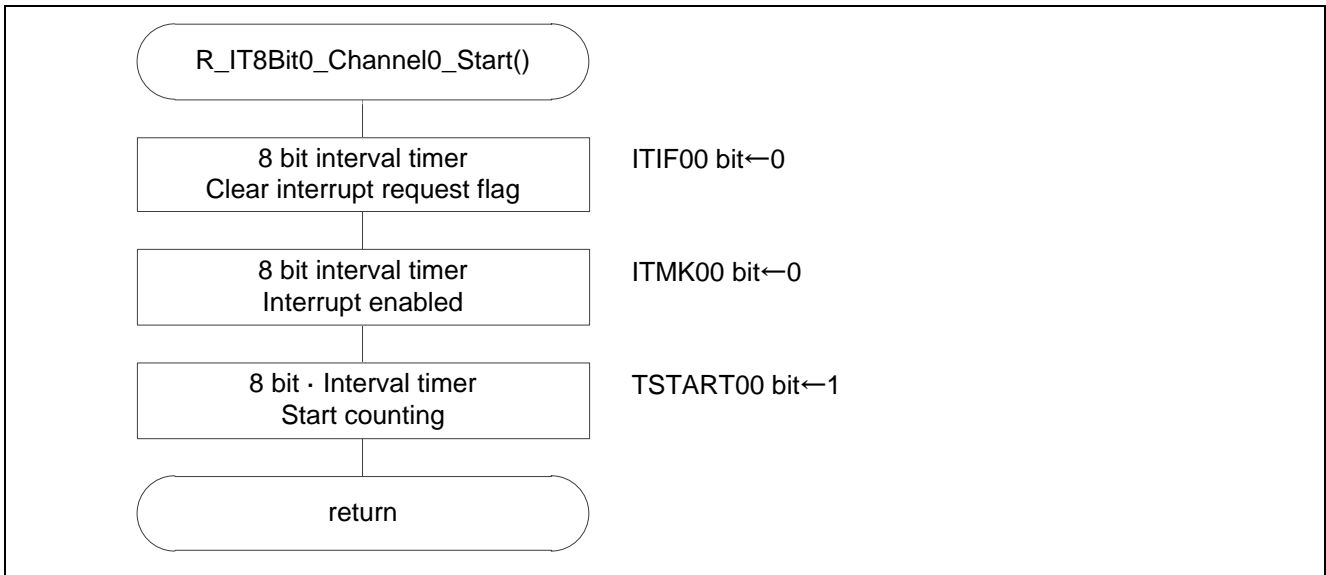 R_IT8Bit0_Channel0_Start()
8 bit interval timer
Clear interrupt request flag
ITIF00 bit←0
8 bit interval timer
Interrupt enabled
ITMK00 bit←0
8 bit · Interval timer
Start counting
TSTART00 bit←1
return